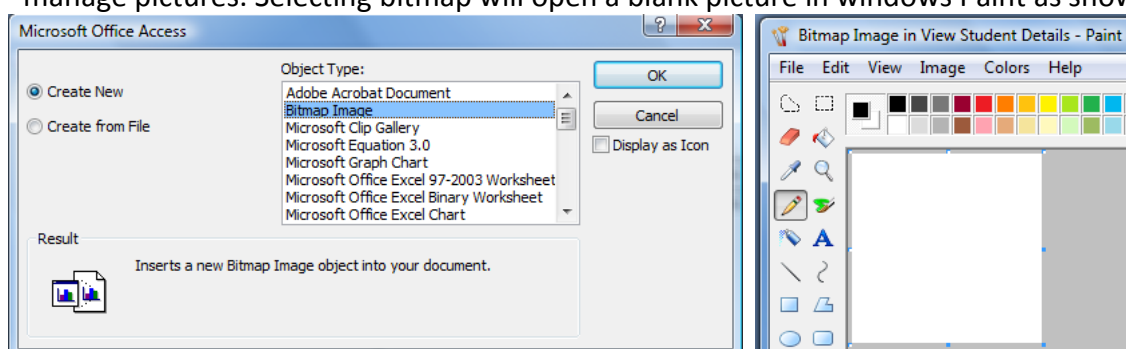 manage pictures. Selecting bitmap will open a blank picture in windows Paint as show
Microsoft Office Access
Create New
Create from File
Object Type:
Adobe Acrobat Document
Bitmap Image
Microsoft Clip Gallery
Microsoft Equation 3.0
Microsoft Graph Chart
Microsoft Office Excel 97-2003 Worksheet
Microsoft Office Excel Binary Worksheet
Microsoft Office Excel Chart
OK
Cancel
Display as Icon
Result
Inserts a new Bitmap Image object into your document.
Bitmap Image in View Student Details - Paint
File Edit View Image Colors Help
A